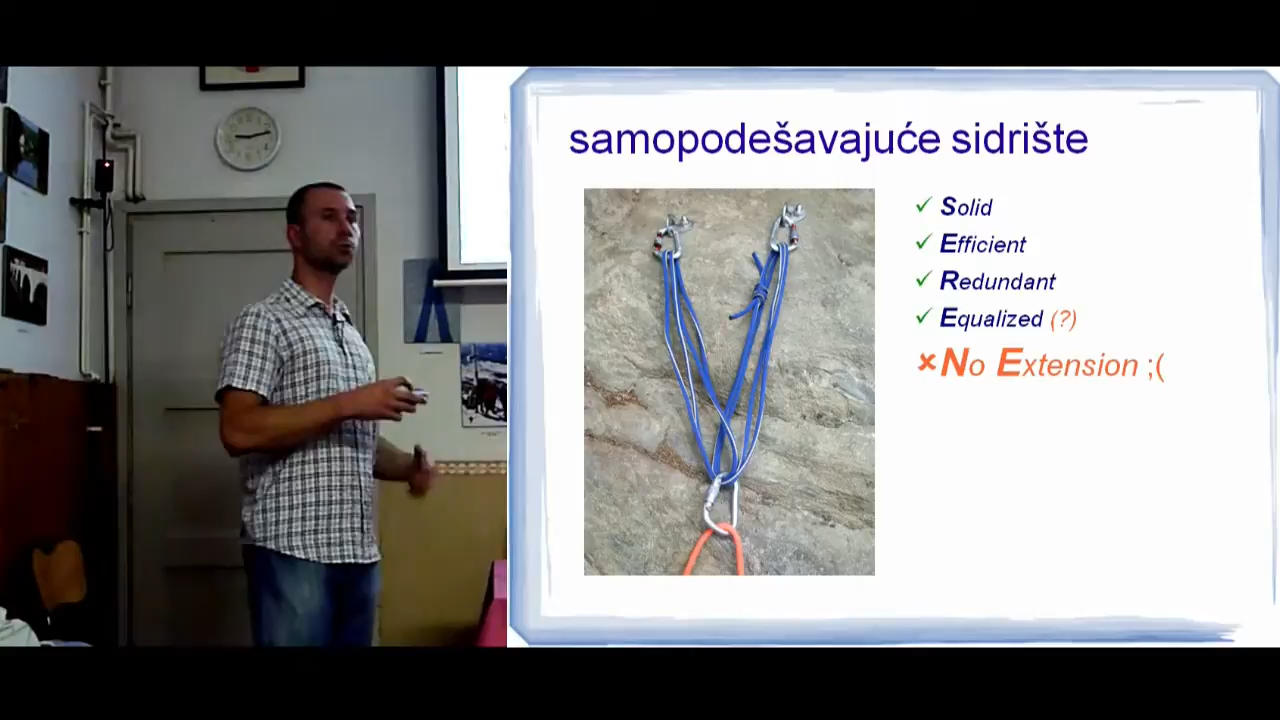 samopodešavajuće sidrište
Solid
Efficient
Redundant
Equalized (?)
No Extension ;(